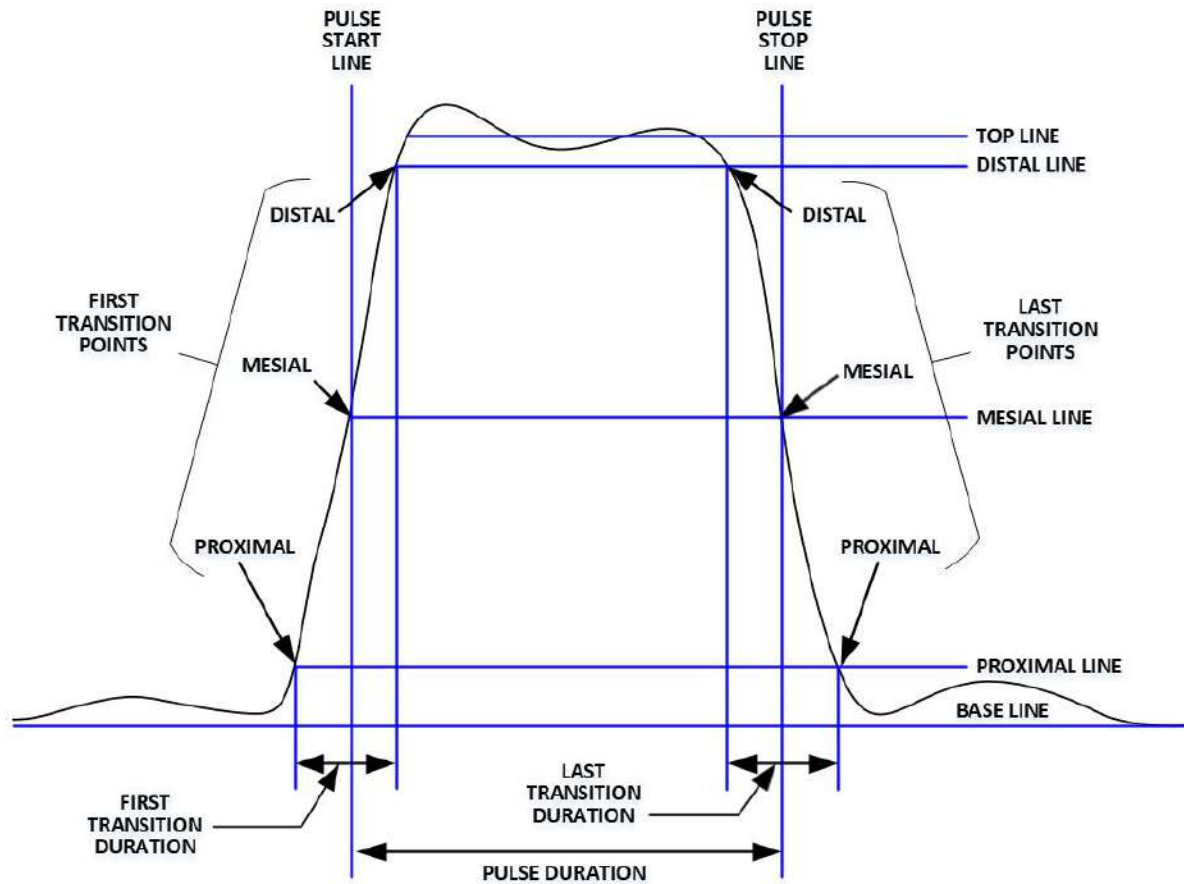 PULSE
START
LINE
PULSE
STOP
LINE
TOP LINE
DISTAL LINE
DISTAL
DISTAL
FIRST
TRANSITION
POINTS
LAST
TRANSITION
POINTS
MESIAL
MESIAL
MESIAL LINE
PROXIMAL
PROXIMAL
PROXIMAL LINE
BASE LINE
FIRST
TRANSITION
DURATION
LAST
TRANSITION
DURATION
PULSE DURATION